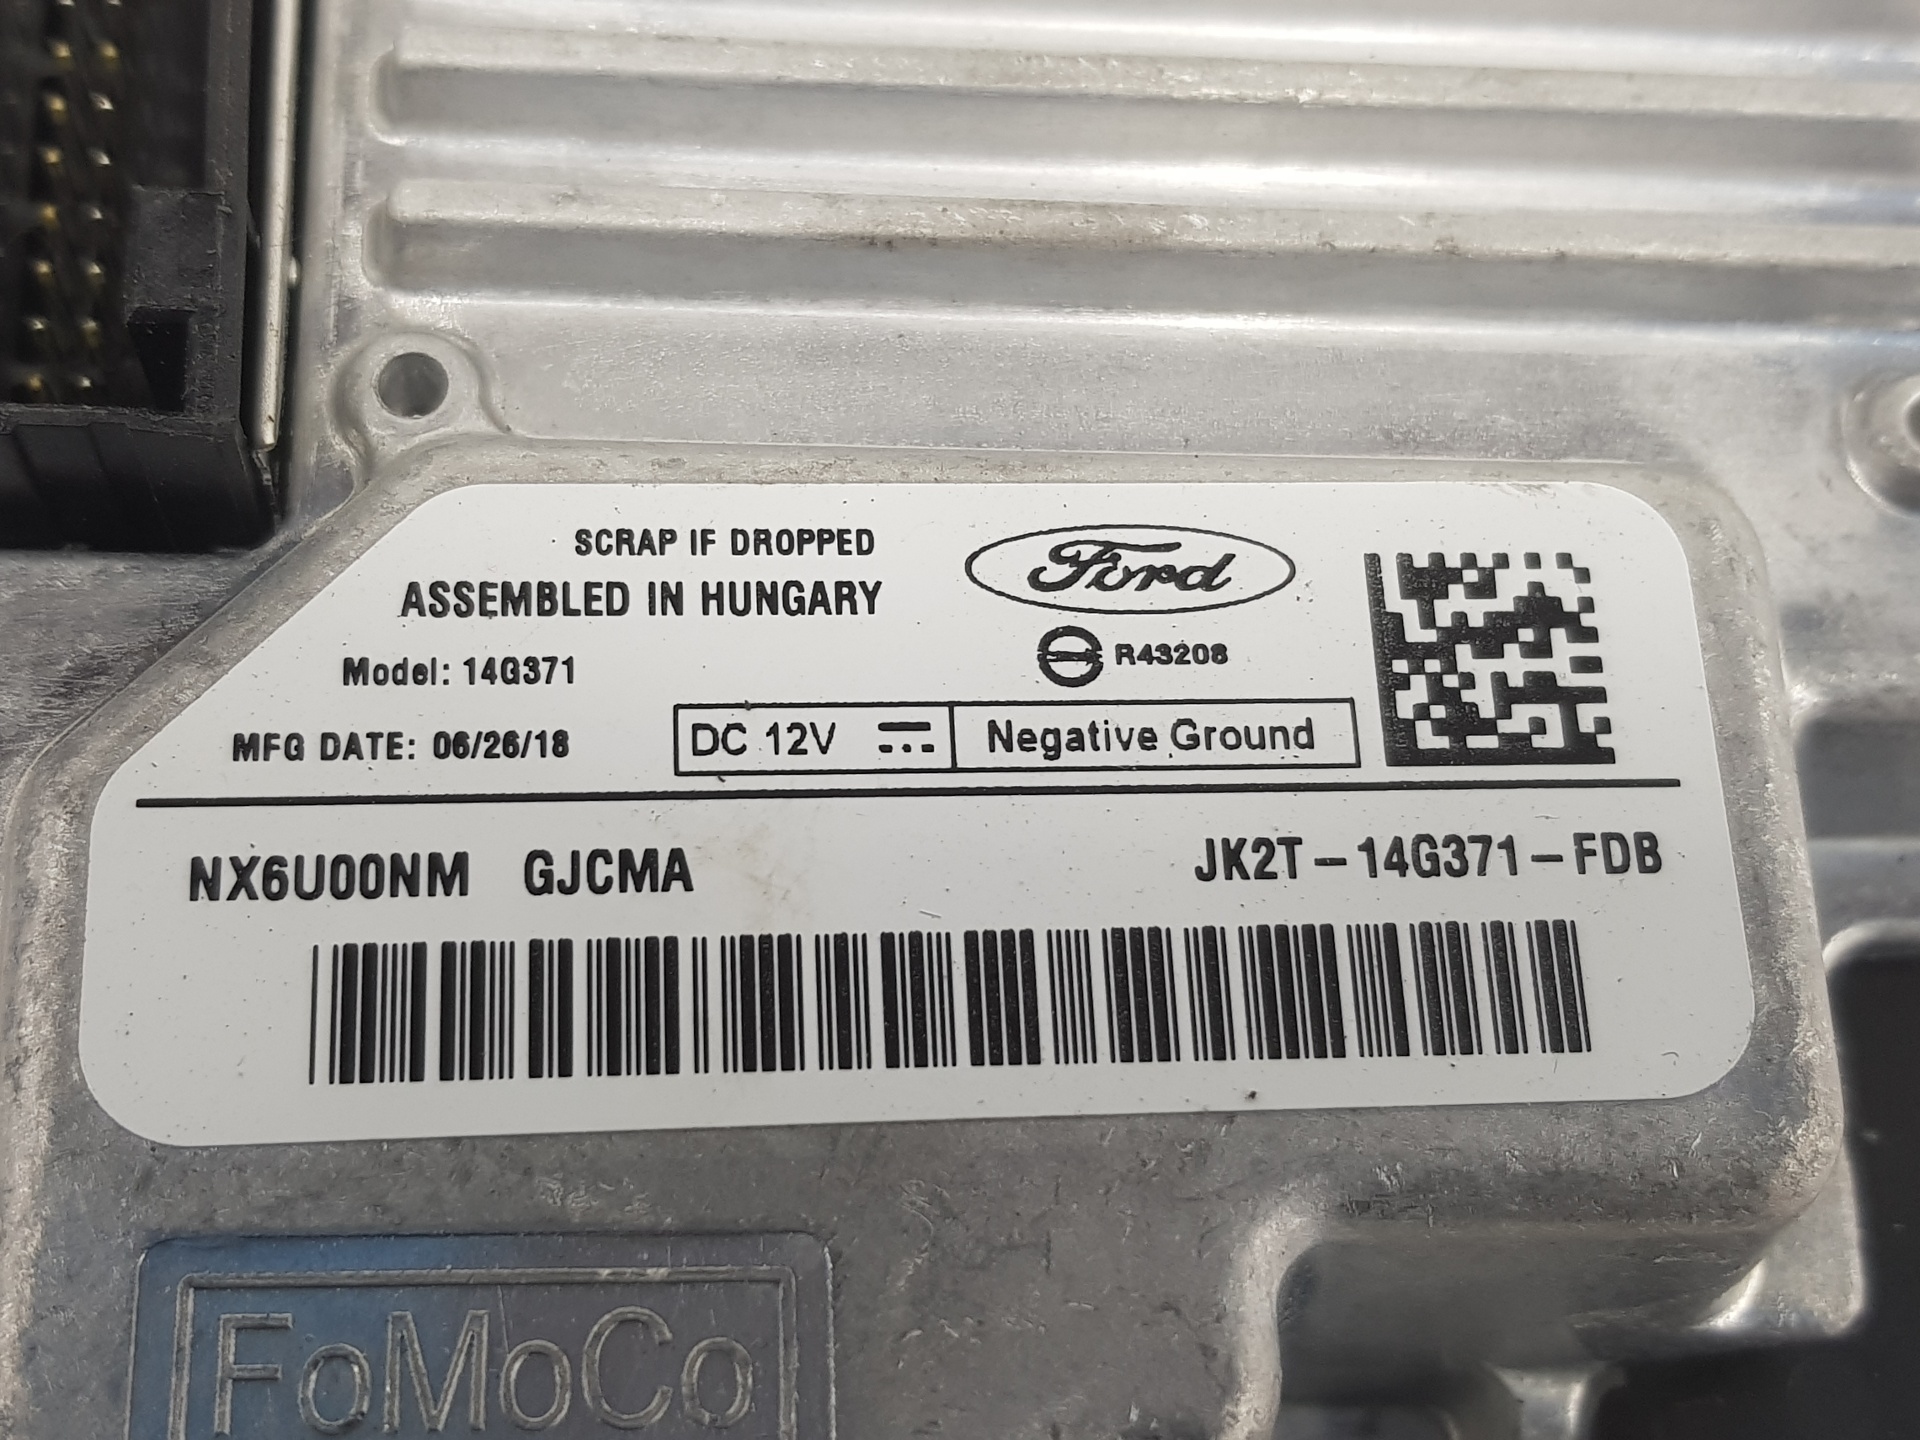 SCRAP IF DROPPED
ASSEMBLED IN HUNGARY
Ford
Model: 14G371
R43208
MFG DATE: 06/26/18
DC 12V
Negative Ground
NX6U00NM GJCMA
JK2T-14G371-FDB
FoMoCo